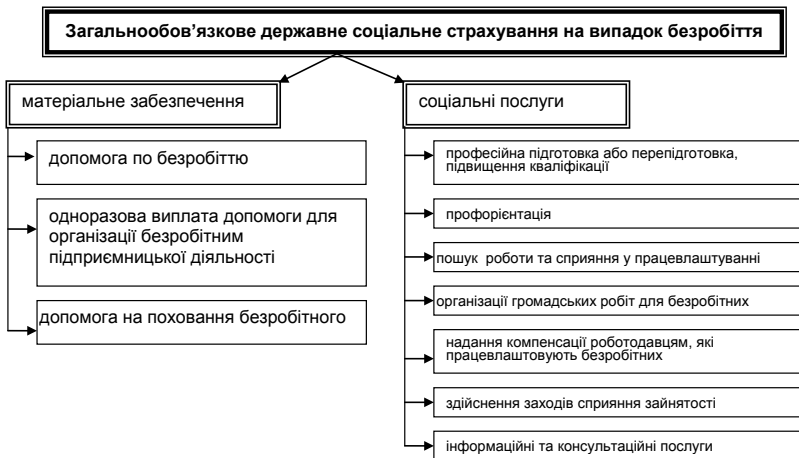 Загальнообов’язкове державне соціальне страхування на випадок безробіття
матеріальне забезпечення
допомога по безробіттю
одноразова виплата допомоги для
організації безробітним
підприємницької діяльності
допомога на поховання безробітного
соціальні послуги
професійна підготовка або перепідготовка,
підвищення кваліфікації
профорієнтація
пошук роботи та сприяння у працевлаштуванні
організації громадських робіт для безробітних
надання компенсації роботодавцям, які
працевлаштовують безробітних
здійснення заходів сприяння зайнятості
інформаційні та консультаційні послуги